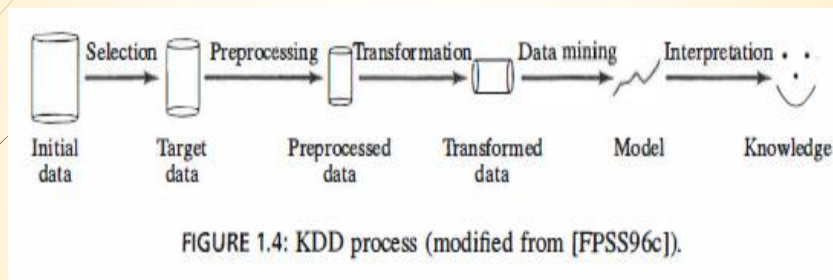 Selection Preprocessing Transformation Data mining Interpretation
Initial data
Target data
Preprocessed data
Transformed data
Model
Knowledge
FIGURE 1.4: KDD process (modified from [FPSS96c]).